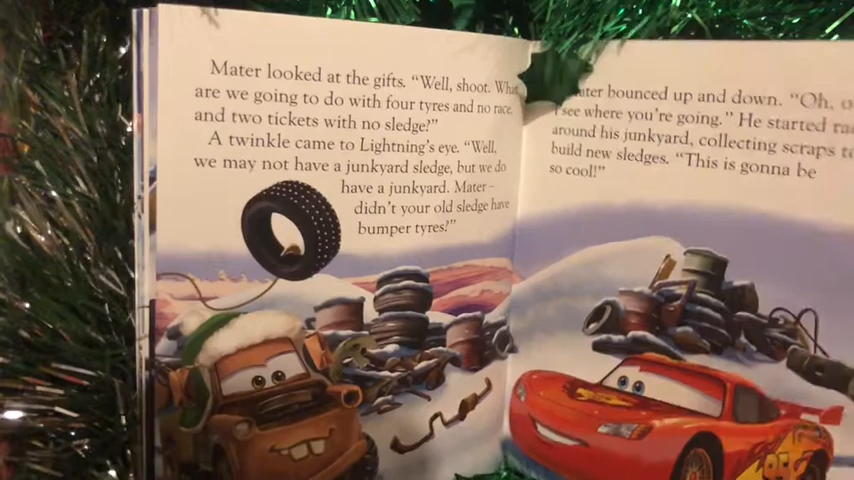 Mater looked at the gifts. “Well, shoot. What
are we going to do with four tyres and no race,
and two tickets with no sledge?”
A twinkle came to Lightning’s eye. “Well,
we may not have a junkyard sledge, but we do
have a junkyard. Mater –
didn’t your old sledge have
bumper tyres?”
bounced up and down. “Oh,
see where you’re going.” He started
around his junkyard, collecting scraps
build new sledges. “This is gonna be
so cool!”
95